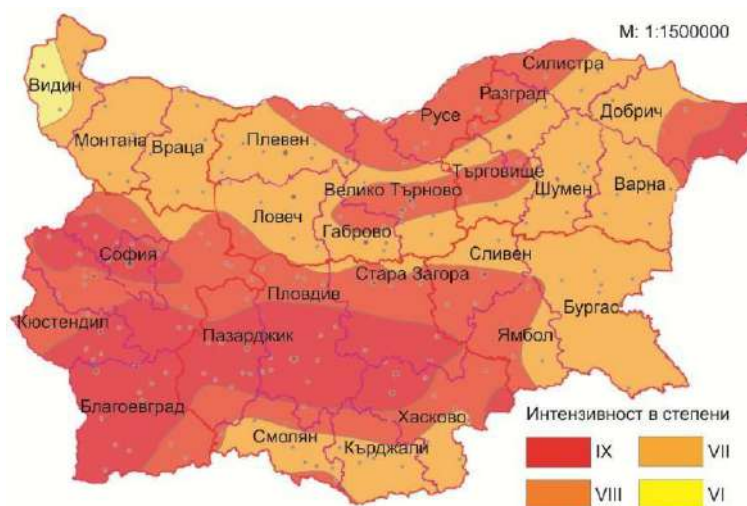 М: 1:1500000
Силистра
Видин
Разград
Добрич
Русе
Монтана
Враца
Плевен
Търговище
Велико Търново
Шумен
Варна
Ловеч
Габрово
София
Сливен
Стара Загора
Пловдив
Бургас
Кюстендил
Пазарджик
Ямбол
Благоевград
Хасково
Смолян
Кърджали
Интензивност в степени
IX
VII
VIII
VI